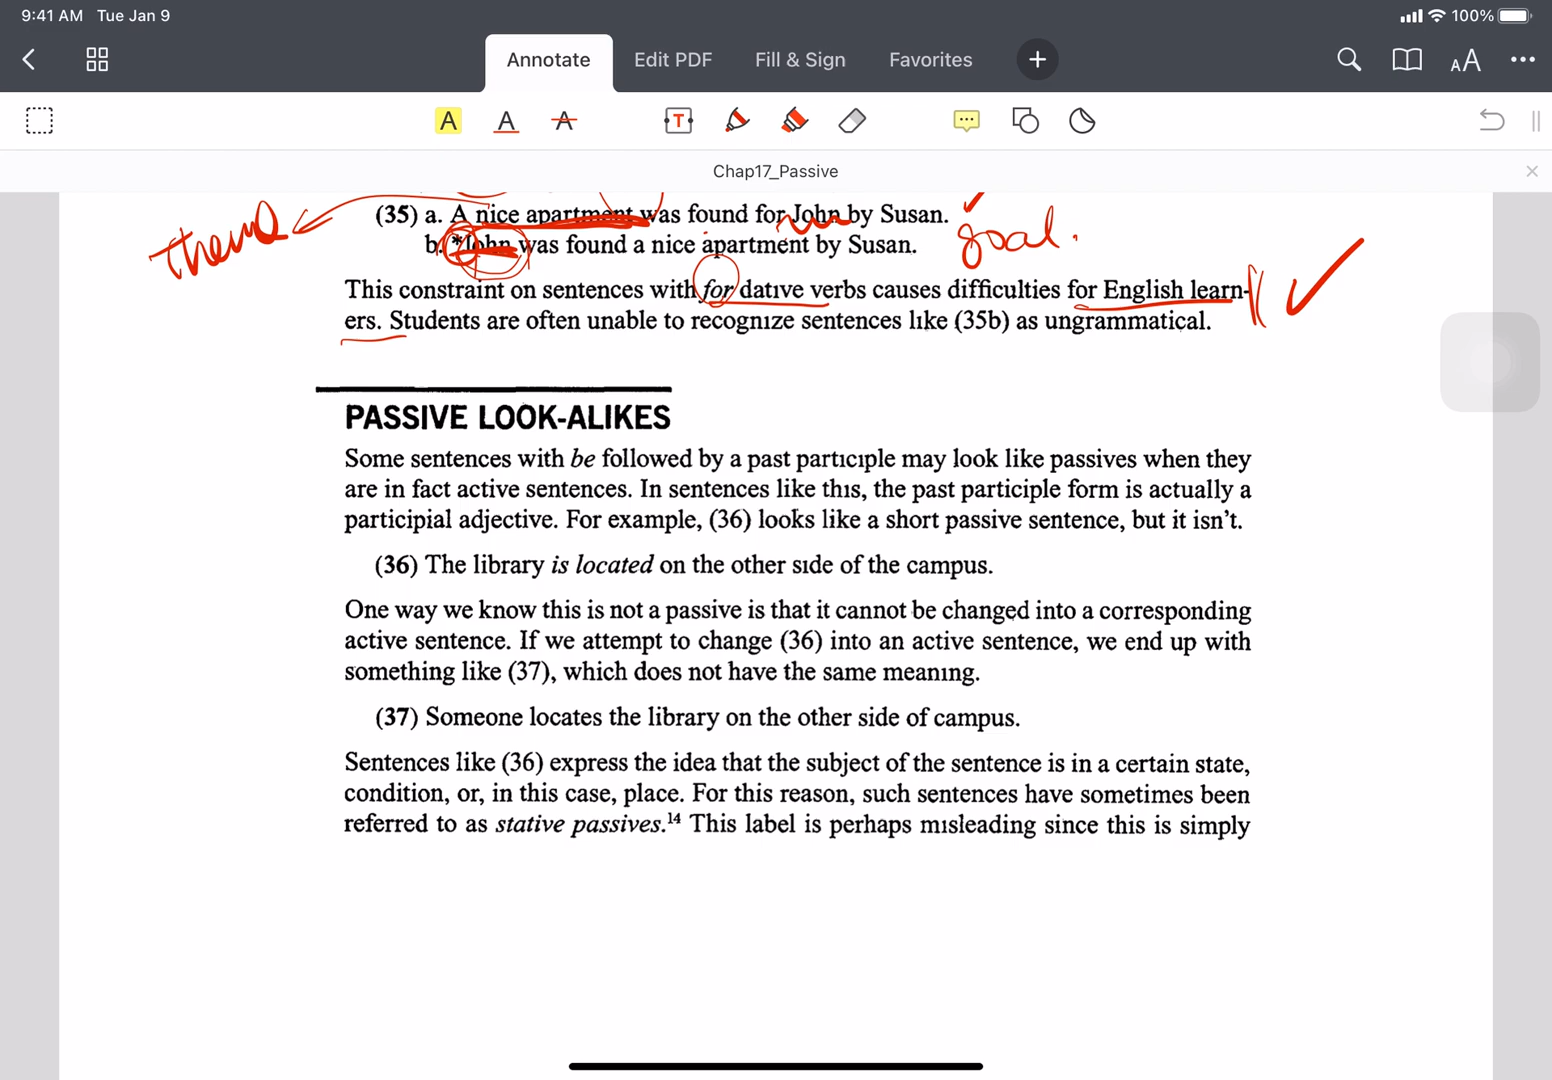 9:41 AM Tue Jan 9
100%
Annotate
Edit PDF
Fill & Sign
Favorites
Chap17_Passive
(35) a. A nice apartment was found for John by Susan.
theme
goal.
b. *John was found a nice apartment by Susan.
This constraint on sentences with for dative verbs causes difficulties for English learn-
ers. Students are often unable to recognize sentences like (35b) as ungrammatical.
PASSIVE LOOK-ALIKES
Some sentences with be followed by a past participle may look like passives when they
are in fact active sentences. In sentences like this, the past participle form is actually a
participial adjective. For example, (36) looks like a short passive sentence, but it isn't.
(36) The library is located on the other side of the campus.
One way we know this is not a passive is that it cannot be changed into a corresponding
active sentence. If we attempt to change (36) into an active sentence, we end up with
something like (37), which does not have the same meaning.
(37) Someone locates the library on the other side of campus.
Sentences like (36) express the idea that the subject of the sentence is in a certain state,
condition, or, in this case, place. For this reason, such sentences have sometimes been
referred to as stative passives.14 This label is perhaps misleading since this is simply